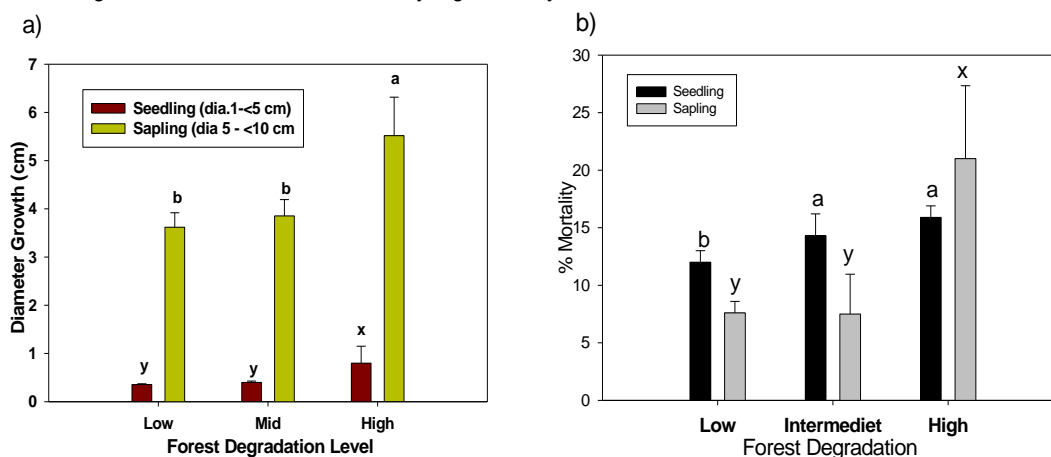 a)
7
6
5
4
3
2
1
0
Diameter Growth (cm)
Seedling (dia.1-<5 cm)
Sapling (dia 5 - <10 cm
y
b
y
b
x
a
Low
Mid
High
Forest Degradation Level
b)
30
25
20
15
10
5
0
% Mortality
Seedling
Sapling
b
y
a
y
a
x
Low
Intermediet
High
Forest Degradation